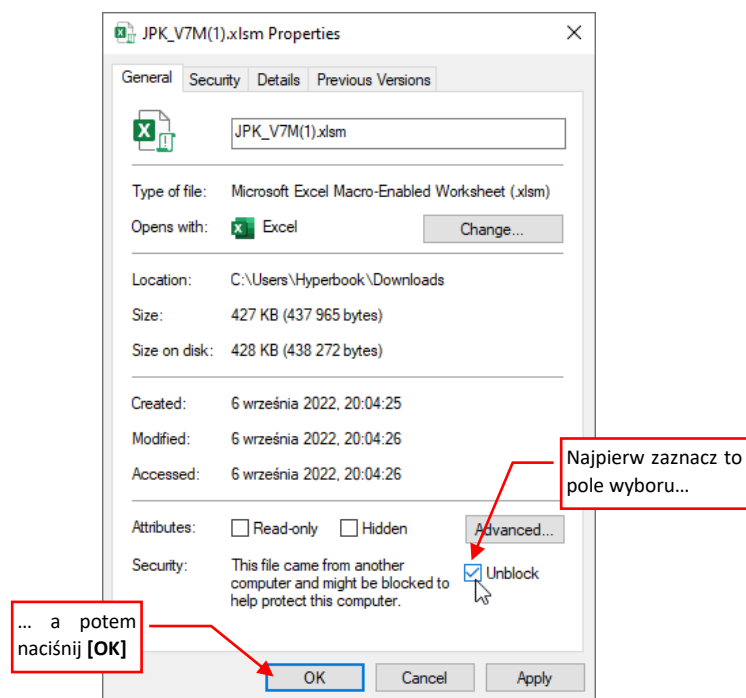 JPK_V7M(1).xlsm Properties
General Security Details Previous Versions
JPK_V7M(1).xlsm
Type of file: Microsoft Excel Macro-Enabled Worksheet (.xlsm)
Opens with: Excel Change...
Location: C:\Users\Hyperbook\Downloads
Size: 427 KB (437 965 bytes)
Size on disk: 428 KB (438 272 bytes)
Created: 6 września 2022, 20:04:25
Modified: 6 września 2022, 20:04:26
Accessed: 6 września 2022, 20:04:26
Najpierw zaznacz to
pole wyboru…
Attributes: Read-only Hidden Advanced...
Security: This file came from another
computer and might be blocked to
help protect this computer.
Unblock
… a potem
naciśnij [OK]
OK Cancel Apply